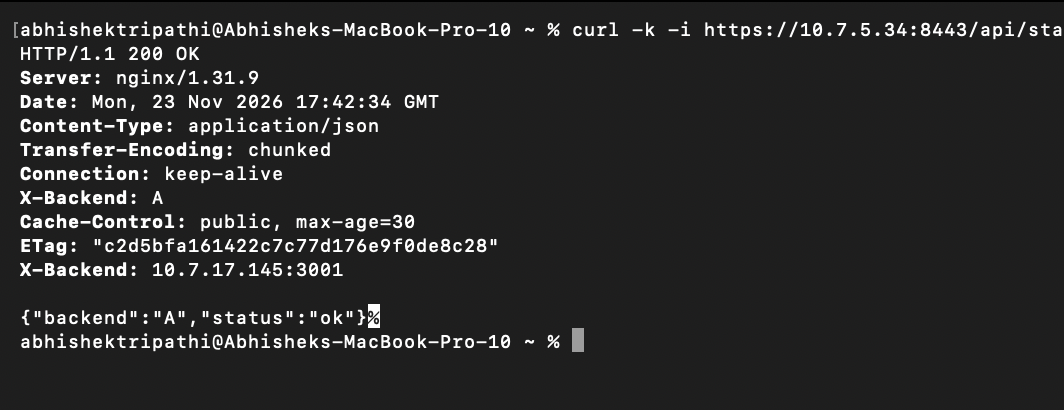 [abhishektripathi@Abhisheks-MacBook-Pro-10 ~ % curl -k -i https://10.7.5.34:8443/api/sta
HTTP/1.1 200 OK
Server: nginx/1.31.9
Date: Mon, 23 Nov 2026 17:42:34 GMT
Content-Type: application/json
Transfer-Encoding: chunked
Connection: keep-alive
X-Backend: A
Cache-Control: public, max-age=30
ETag: "c2d5bfa161422c7c77d176e9f0de8c28"
X-Backend: 10.7.17.145:3001

{"backend":"A","status":"ok"}%
abhishektripathi@Abhisheks-MacBook-Pro-10 ~ %